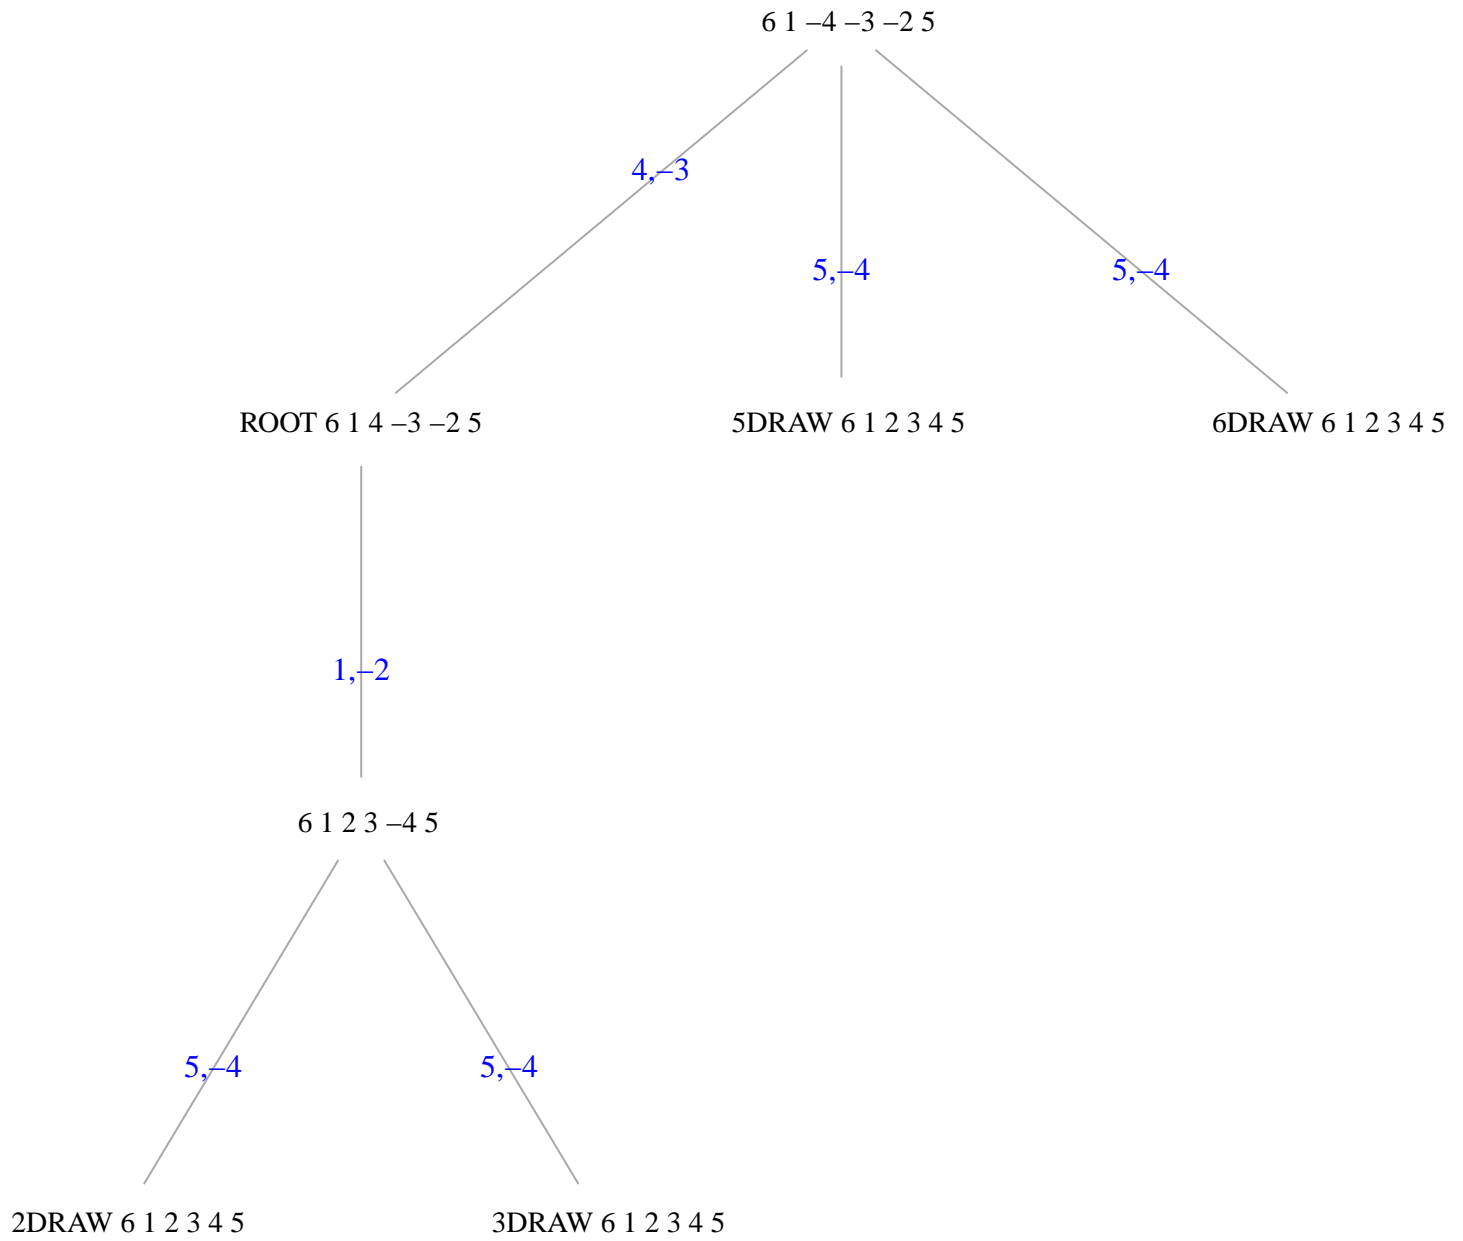 6 1 –4 –3 –2 5
4,–3
5,–4
5,–4
ROOT 6 1 4 –3 –2 5
5DRAW 6 1 2 3 4 5
6DRAW 6 1 2 3 4 5
1,–2
6 1 2 3 –4 5
5,–4
5,–4
2DRAW 6 1 2 3 4 5
3DRAW 6 1 2 3 4 5